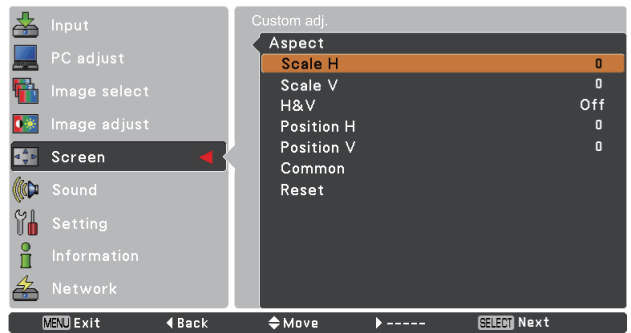 Input
PC adjust
Image select
Image adjust
Screen
Sound
Setting
Information
Network
Custom adj.
Aspect
Scale H 0
Scale V 0
H&V Off
Position H 0
Position V 0
Common
Reset
MENU Exit Back Move ----- SELECT Next